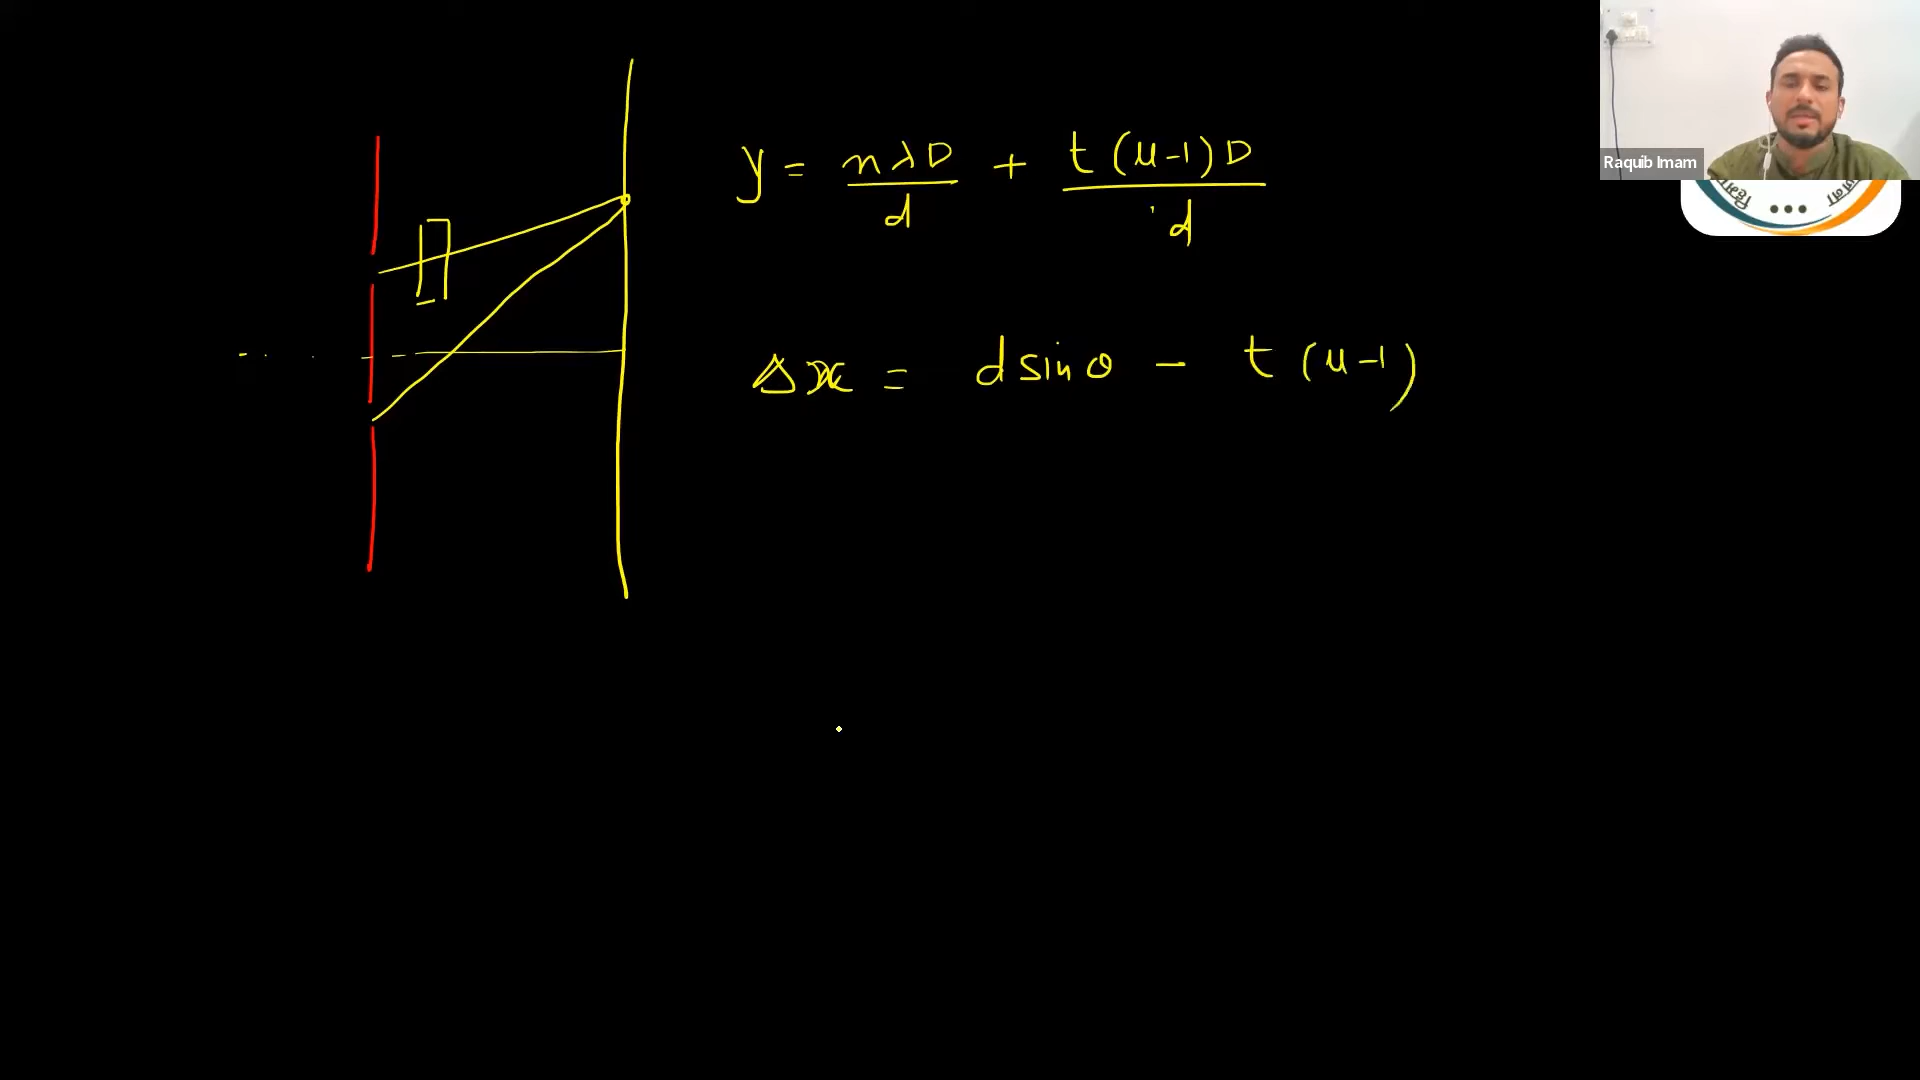 y = nλD/d + t(μ-1)D/d
Δx = d sinθ - t(μ-1)
Raquib Imam